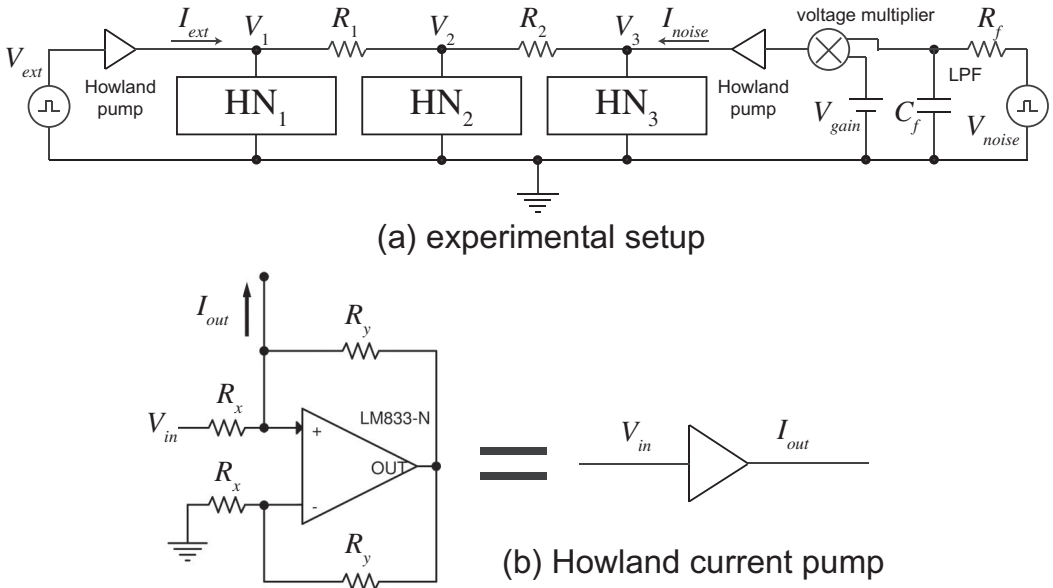 voltage multiplier
V_ext
Howland pump
I_ext
V_1
R_1
V_2
R_2
V_3
I_noise
Howland pump
R_f
LPF
HN_1
HN_2
HN_3
V_gain
C_f
V_noise
(a) experimental setup
I_out
R_y
R_x
V_in
LM833-N
+
OUT
R_x
-
R_y
V_in
I_out
(b) Howland current pump